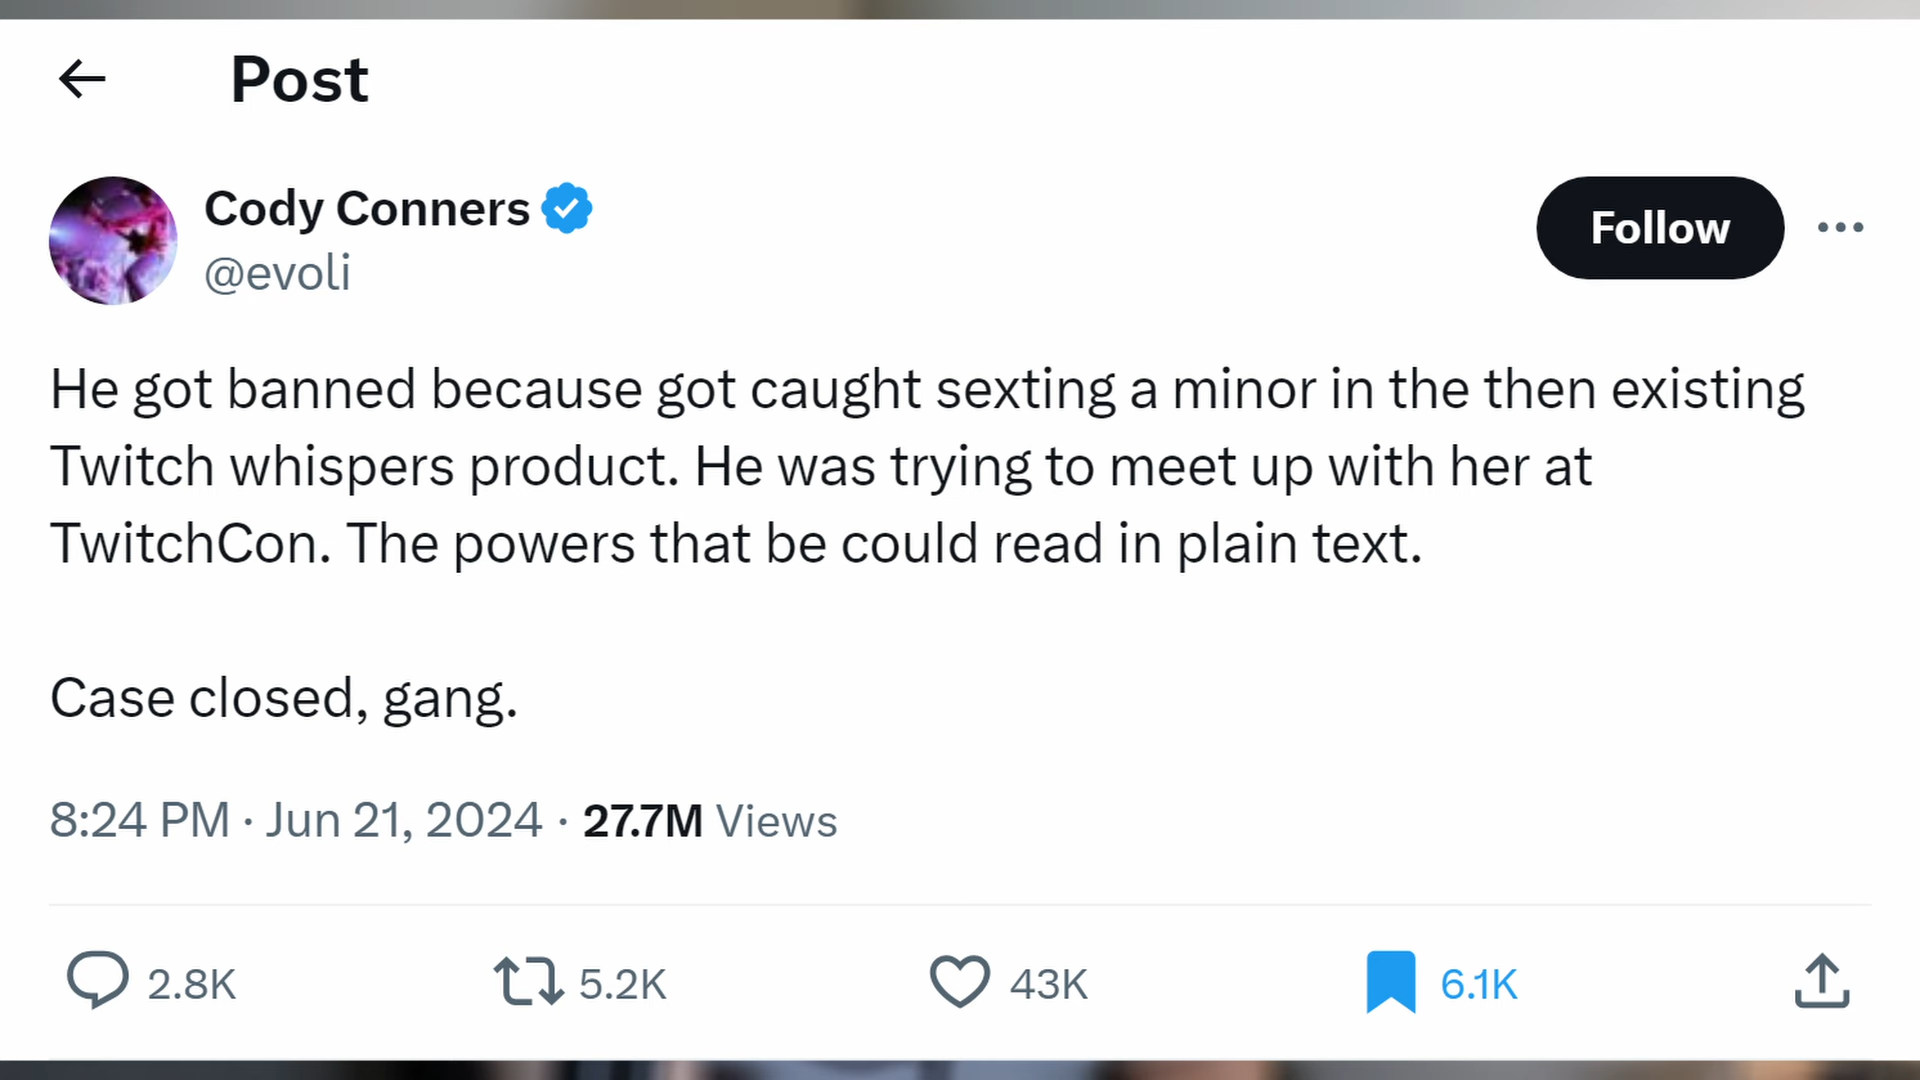 Post
Cody Conners
@evoli
Follow
He got banned because got caught sexting a minor in the then existing
Twitch whispers product. He was trying to meet up with her at
TwitchCon. The powers that be could read in plain text.
Case closed, gang.
8:24 PM · Jun 21, 2024 · 27.7M Views
2.8K 5.2K 43K 6.1K